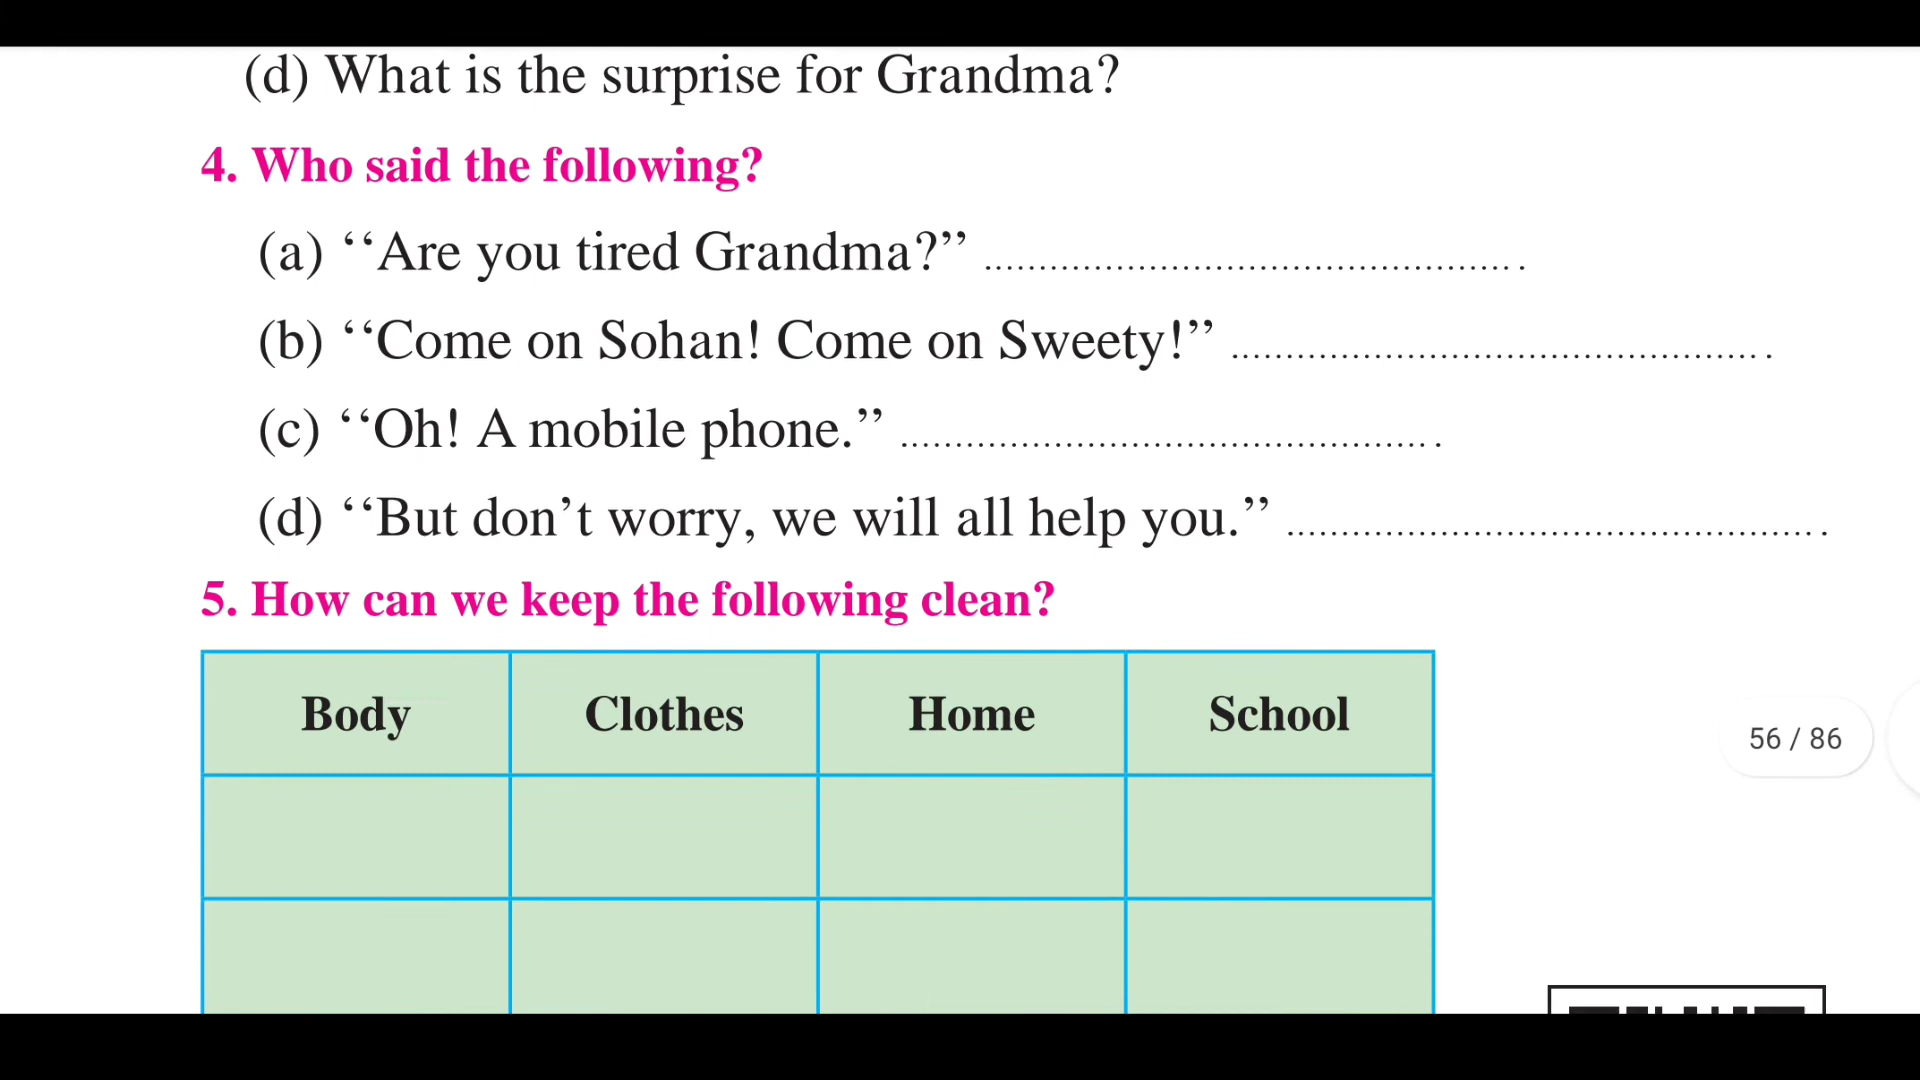 (d) What is the surprise for Grandma?
4. Who said the following?
(a) ‘‘Are you tired Grandma?’’ ................................................ .
(b) ‘‘Come on Sohan! Come on Sweety!’’ ................................................ .
(c) ‘‘Oh! A mobile phone.’’ ................................................ .
(d) ‘‘But don’t worry, we will all help you.’’ ................................................ .
5. How can we keep the following clean?
Body Clothes Home School
56 / 86